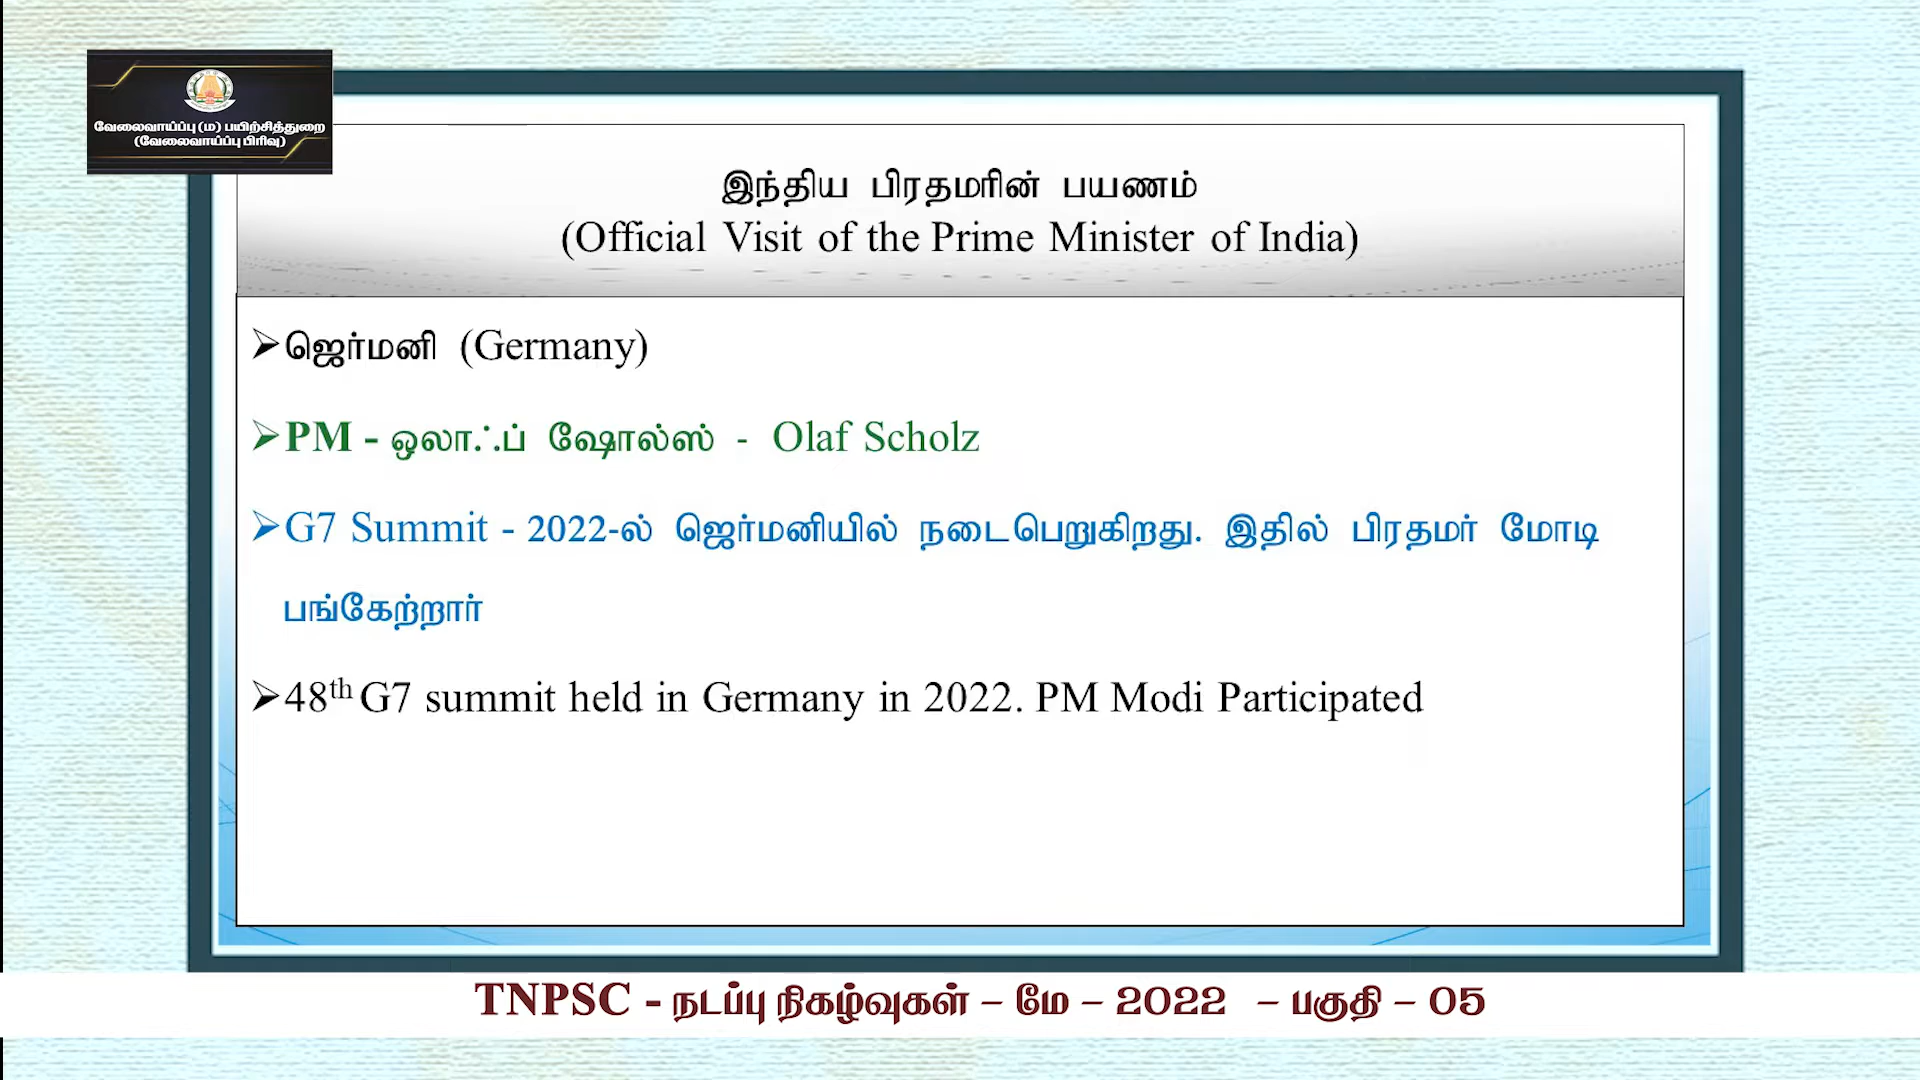 வேலைவாய்ப்பு (ம) பயிற்சித்துறை
(வேலைவாய்ப்பு பிரிவு)
இந்திய பிரதமரின் பயணம்
(Official Visit of the Prime Minister of India)
➢ஜெர்மனி (Germany)
➢PM - ஒலாஃப் ஷோல்ஸ் - Olaf Scholz
➢G7 Summit - 2022-ல் ஜெர்மனியில் நடைபெறுகிறது. இதில் பிரதமர் மோடி
பங்கேற்றார்
➢48th G7 summit held in Germany in 2022. PM Modi Participated
TNPSC - நடப்பு நிகழ்வுகள் – மே – 2022 – பகுதி – 05